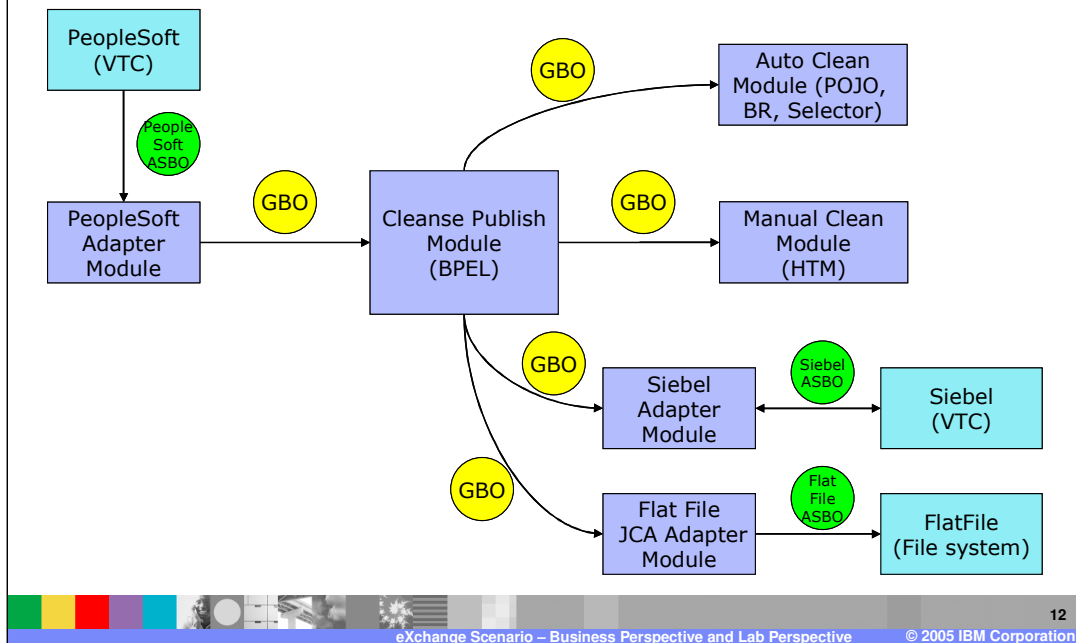 PeopleSoft
(VTC)
People
Soft
ASBO
PeopleSoft
Adapter
Module
GBO
Cleanse Publish
Module
(BPEL)
GBO
Auto Clean
Module (POJO,
BR, Selector)
GBO
Manual Clean
Module
(HTM)
GBO
Siebel
Adapter
Module
Siebel
ASBO
Siebel
(VTC)
GBO
Flat File
JCA Adapter
Module
Flat
File
ASBO
FlatFile
(File system)
12
eXchange Scenario – Business Perspective and Lab Perspective
© 2005 IBM Corporation